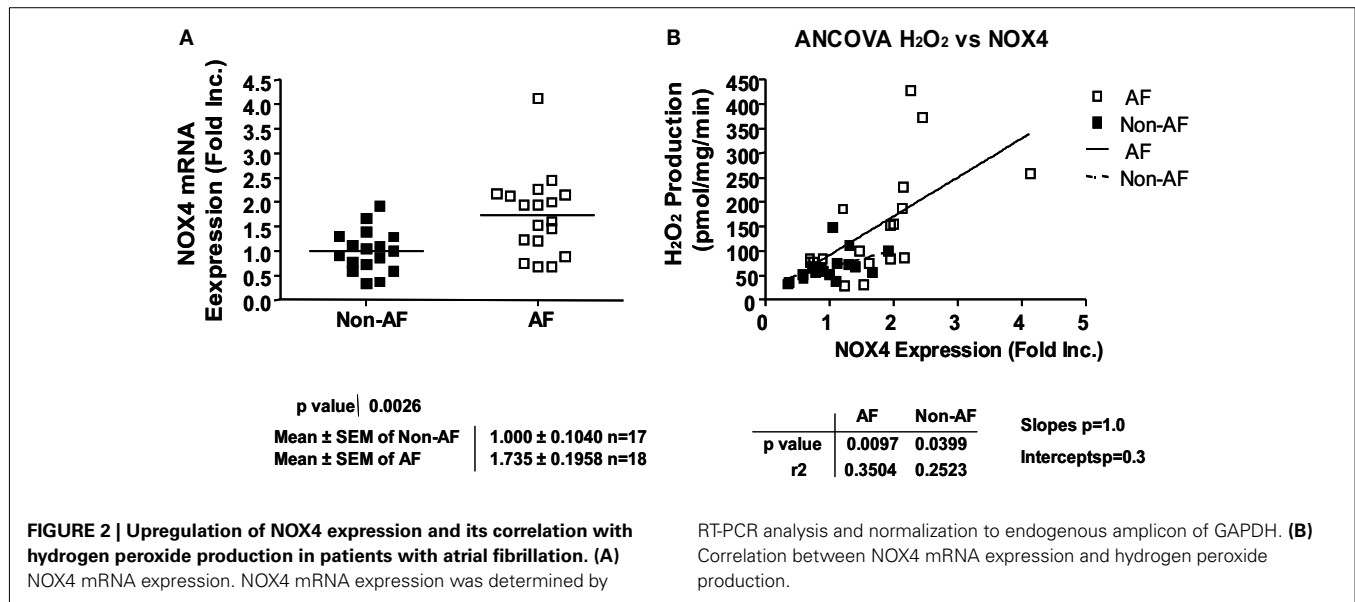 A
NOX4 mRNA
Eexpression (Fold Inc.)
4.5
4.0
3.5
3.0
2.5
2.0
1.5
1.0
0.5
0.0
Non-AF
AF
p value 0.0026
Mean ± SEM of Non-AF 1.000 ± 0.1040 n=17
Mean ± SEM of AF 1.735 ± 0.1958 n=18
B
ANCOVA H₂O₂ vs NOX4
H₂O₂ Production
(pmol/mg/min)
450
350
300
350
200
150
100
50
0
0 1 2 3 4 5
NOX4 Expression (Fold Inc.)
AF
Non-AF
AF
Non-AF
AF Non-AF
p value 0.0097 0.0399
r2 0.3504 0.2523
Slopes p=1.0
Interceptsp=0.3
FIGURE 2 | Upregulation of NOX4 expression and its correlation with
hydrogen peroxide production in patients with atrial fibrillation. (A)
NOX4 mRNA expression. NOX4 mRNA expression was determined by
RT-PCR analysis and normalization to endogenous amplicon of GAPDH. (B)
Correlation between NOX4 mRNA expression and hydrogen peroxide
production.